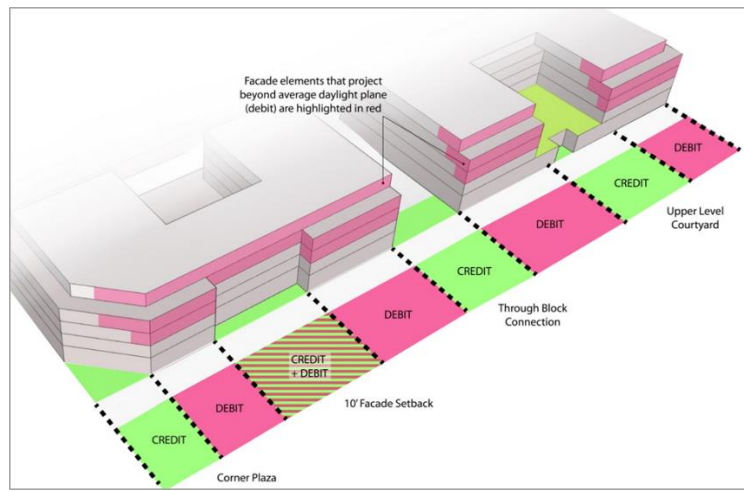 Facade elements that project
beyond average daylight plane
(debit) are highlighted in red
DEBIT
CREDIT
Upper Level
Courtyard
DEBIT
CREDIT
Through Block
Connection
DEBIT
CREDIT
+ DEBIT
10' Facade Setback
DEBIT
CREDIT
Corner Plaza